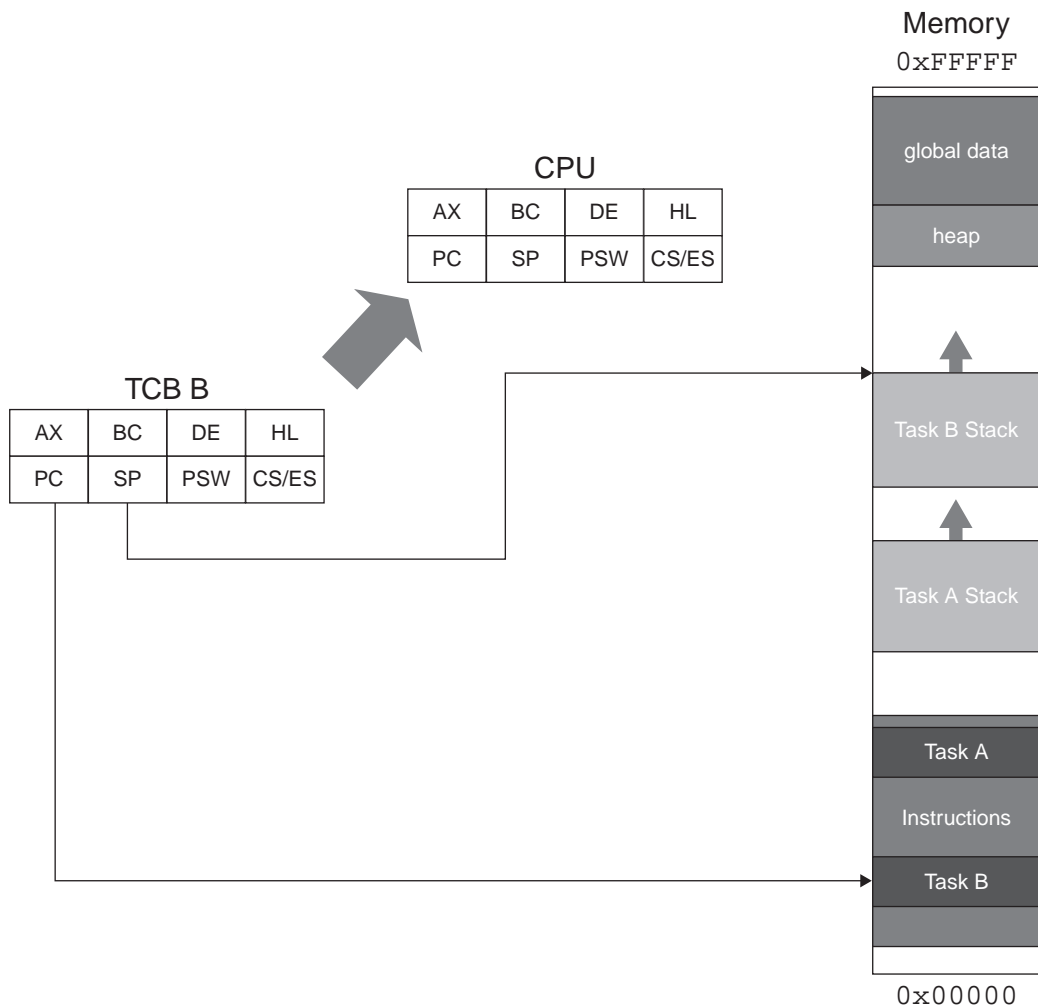 Memory
0xFFFFF
global data
heap
CPU
AX BC DE HL
PC SP PSW CS/ES
TCB B
AX BC DE HL
PC SP PSW CS/ES
Task B Stack
Task A Stack
Task A
Instructions
Task B
0x00000